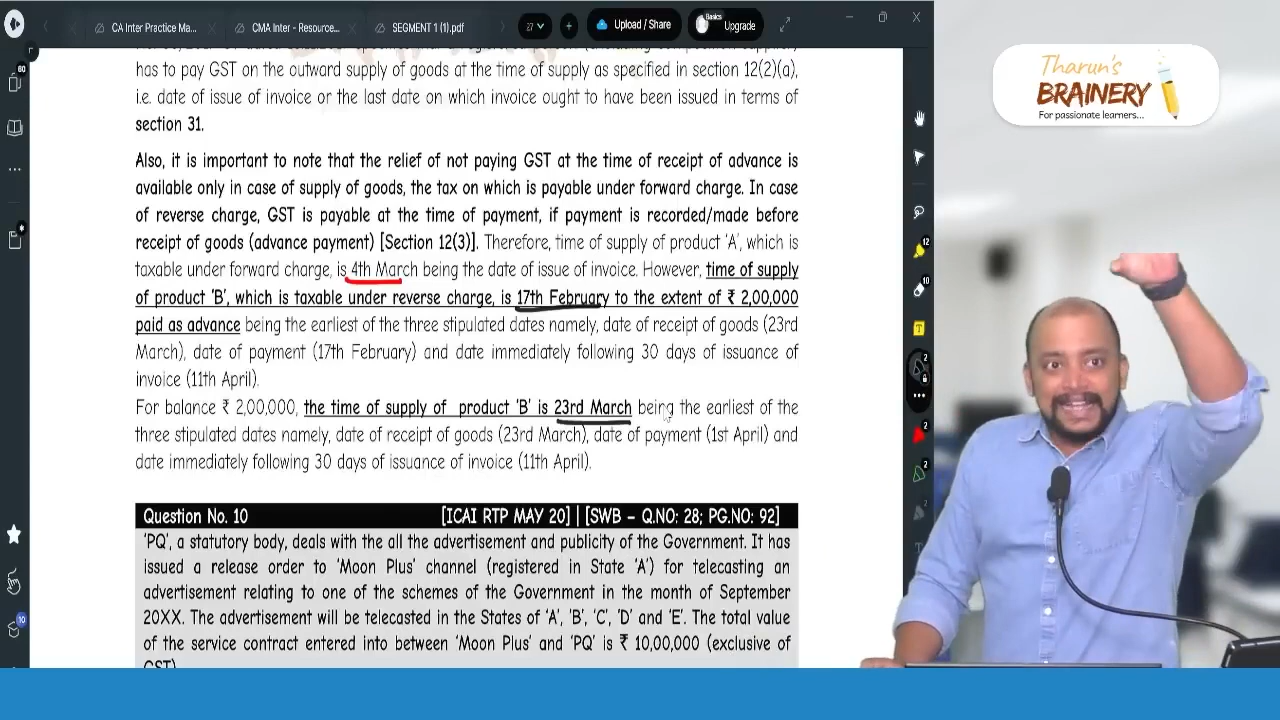 CA Inter Practice Ma...
CMA Inter - Resource...
SEGMENT 1 (1).pdf
27
Upload / Share
Basics
Upgrade
has to pay GST on the outward supply of goods at the time of supply as specified in section 12(2)(a),
i.e. date of issue of invoice or the last date on which invoice ought to have been issued in terms of
section 31.
Also, it is important to note that the relief of not paying GST at the time of receipt of advance is
available only in case of supply of goods, the tax on which is payable under forward charge. In case
of reverse charge, GST is payable at the time of payment, if payment is recorded/made before
receipt of goods (advance payment) [Section 12(3)]. Therefore, time of supply of product 'A', which is
taxable under forward charge, is 4th March being the date of issue of invoice. However, time of supply
of product 'B', which is taxable under reverse charge, is 17th February to the extent of ₹ 2,00,000
paid as advance being the earliest of the three stipulated dates namely, date of receipt of goods (23rd
March), date of payment (17th February) and date immediately following 30 days of issuance of
invoice (11th April).
For balance ₹ 2,00,000, the time of supply of product 'B' is 23rd March being the earliest of the
three stipulated dates namely, date of receipt of goods (23rd March), date of payment (1st April) and
date immediately following 30 days of issuance of invoice (11th April).
Question No. 10 [ICAI RTP MAY 20] | [SWB – Q.NO: 28; PG.NO: 92]
'PQ', a statutory body, deals with the all the advertisement and publicity of the Government. It has
issued a release order to 'Moon Plus' channel (registered in State 'A') for telecasting an
advertisement relating to one of the schemes of the Government in the month of September
20XX. The advertisement will be telecasted in the States of 'A', 'B', 'C', 'D' and 'E'. The total value
of the service contract entered into between 'Moon Plus' and 'PQ' is ₹ 10,00,000 (exclusive of
GST)
Tharun's
BRAINERY
For passionate learners...
60
10
12
10
T
2
2
2
2
T